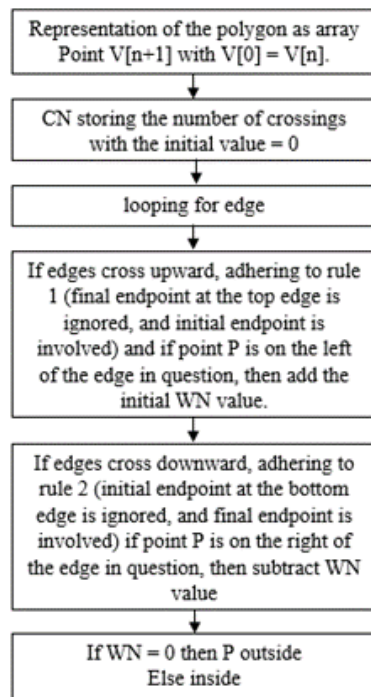 Representation of the polygon as array
Point V[n+1] with V[0] = V[n].
CN storing the number of crossings
with the initial value = 0
looping for edge
If edges cross upward, adhering to rule
1 (final endpoint at the top edge is
ignored, and initial endpoint is
involved) and if point P is on the left
of the edge in question, then add the
initial WN value.
If edges cross downward, adhering to
rule 2 (initial endpoint at the bottom
edge is ignored, and final endpoint is
involved) if point P is on the right of
the edge in question, then subtract WN
value
If WN = 0 then P outside
Else inside